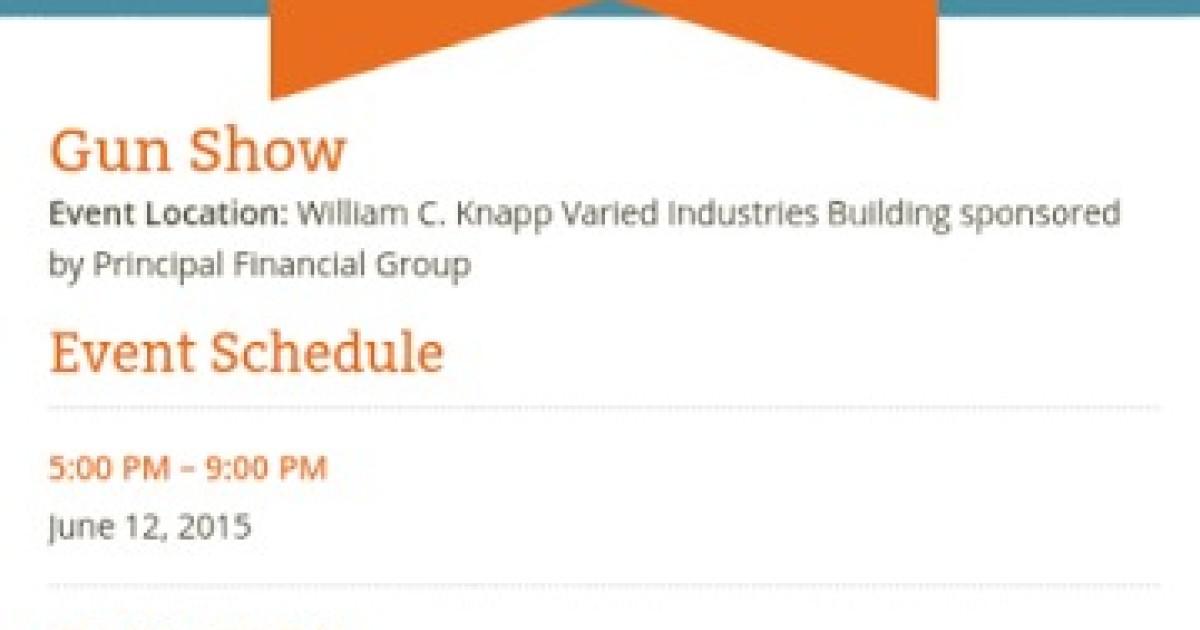 Gun Show
Event Location: William C. Knapp Varied Industries Building sponsored
by Principal Financial Group
Event Schedule
5:00 PM – 9:00 PM
June 12, 2015